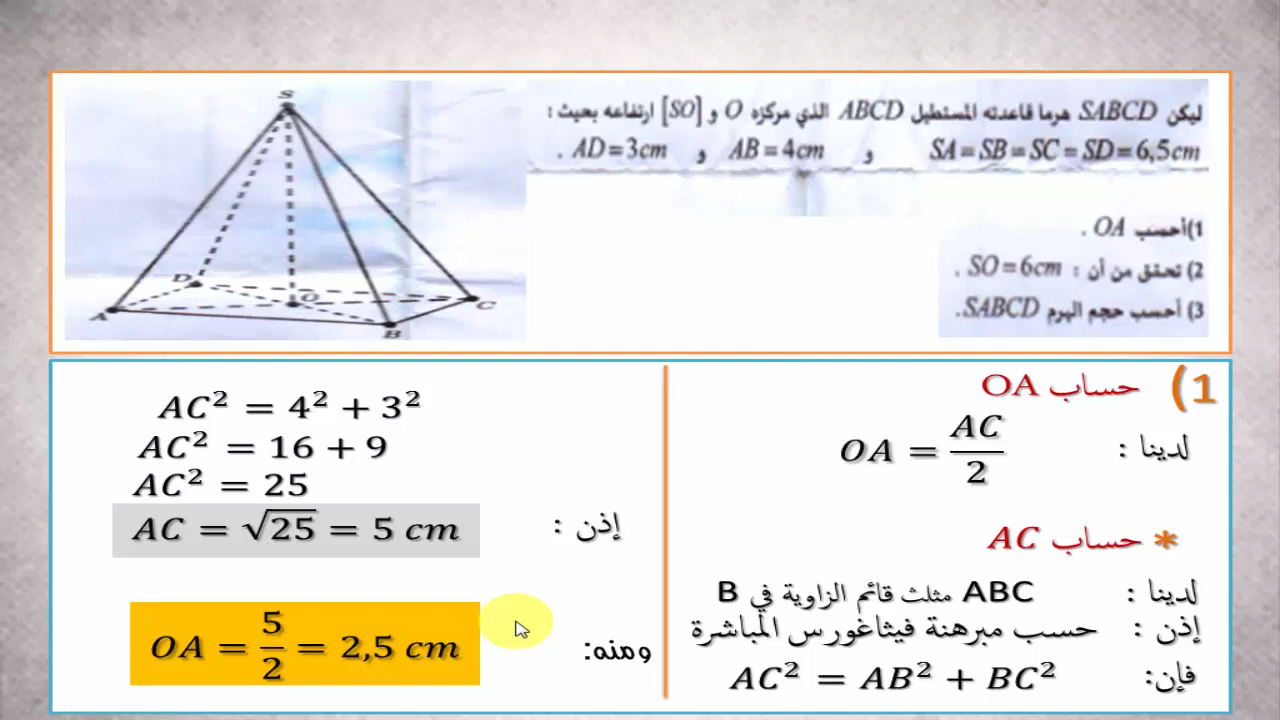 ليكن SABCD هرما قاعدته المستطيل ABCD الذي مركزه O و [SO] ارتفاعه بحيث :
SA = SB = SC = SD = 6,5cm و AB = 4cm و AD = 3cm .
1)أحسب OA .
2) تحقق من أن : SO = 6cm .
3) أحسب حجم الهرم SABCD.
S
D
O
C
A
B
1) حساب OA
لدينا : OA = AC/2
* حساب AC
لدينا : ABC مثلث قائم الزاوية في B
إذن : حسب مبرهنة فيثاغورس المباشرة
فإن: AC² = AB² + BC²
AC² = 4² + 3²
AC² = 16 + 9
AC² = 25
إذن : AC = √25 = 5 cm
ومنه: OA = 5/2 = 2,5 cm